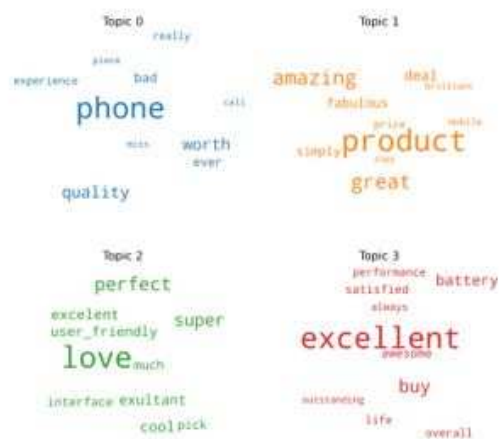 Topic 0
really
piece
experience
bad
phone
call
worth
ever
quality
Topic 1
amazing
deal
brilliant
fabulous
price
mobile
simply
product
great
Topic 2
perfect
excelent
super
user_friendly
love
much
interface
exultant
cool
pick
Topic 3
performance
battery
satisfied
always
excellent
awesome
buy
outstanding
life
overall